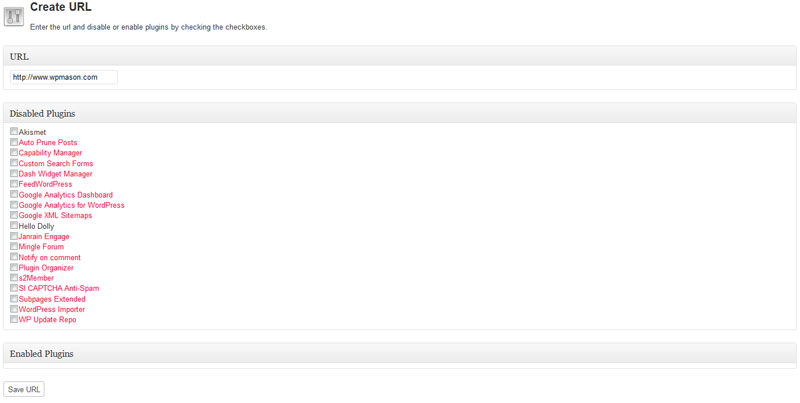 Create URL
Enter the url and disable or enable plugins by checking the checkboxes.
URL
http://www.wpmason.com
Disabled Plugins
Akismet
Auto Prune Posts
Capability Manager
Custom Search Forms
Dash Widget Manager
FeedWordPress
Google Analytics Dashboard
Google Analytics for WordPress
Google XML Sitemaps
Hello Dolly
Janrain Engage
Mingle Forum
Notify on comment
Plugin Organizer
s2Member
SI CAPTCHA Anti-Spam
Subpages Extended
WordPress Importer
WP Update Repo
Enabled Plugins
Save URL